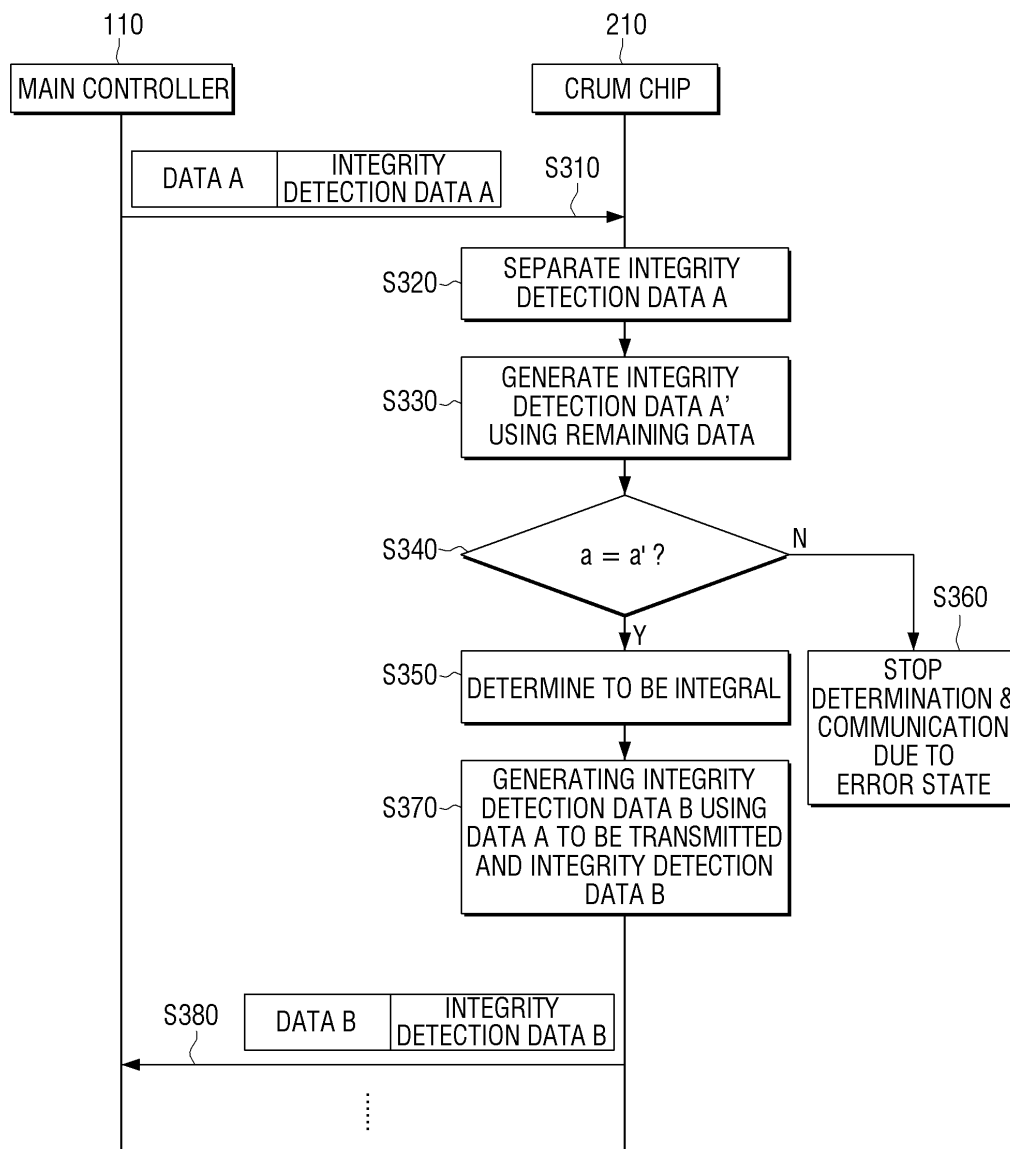 110
210
MAIN CONTROLLER
CRUM CHIP
DATA A
INTEGRITY
DETECTION DATA A
S310
S320
SEPARATE INTEGRITY
DETECTION DATA A
S330
GENERATE INTEGRITY
DETECTION DATA A’
USING REMAINING DATA
S340
a = a' ?
N
Y
S360
S350
DETERMINE TO BE INTEGRAL
STOP
DETERMINATION &
COMMUNICATION
DUE TO
ERROR STATE
S370
GENERATING INTEGRITY
DETECTION DATA B USING
DATA A TO BE TRANSMITTED
AND INTEGRITY DETECTION
DATA B
S380
DATA B
INTEGRITY
DETECTION DATA B